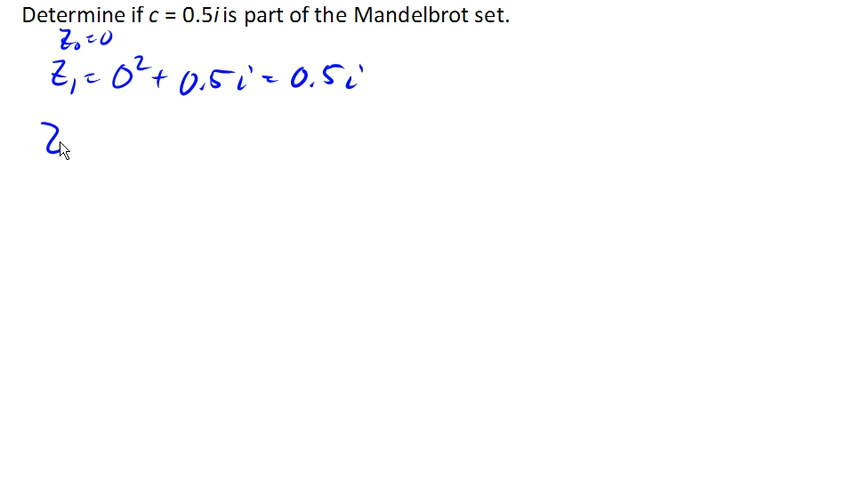 Determine if c = 0.5i is part of the Mandelbrot set.
Z₀ = 0
Z₁ = 0² + 0.5i = 0.5i
Z